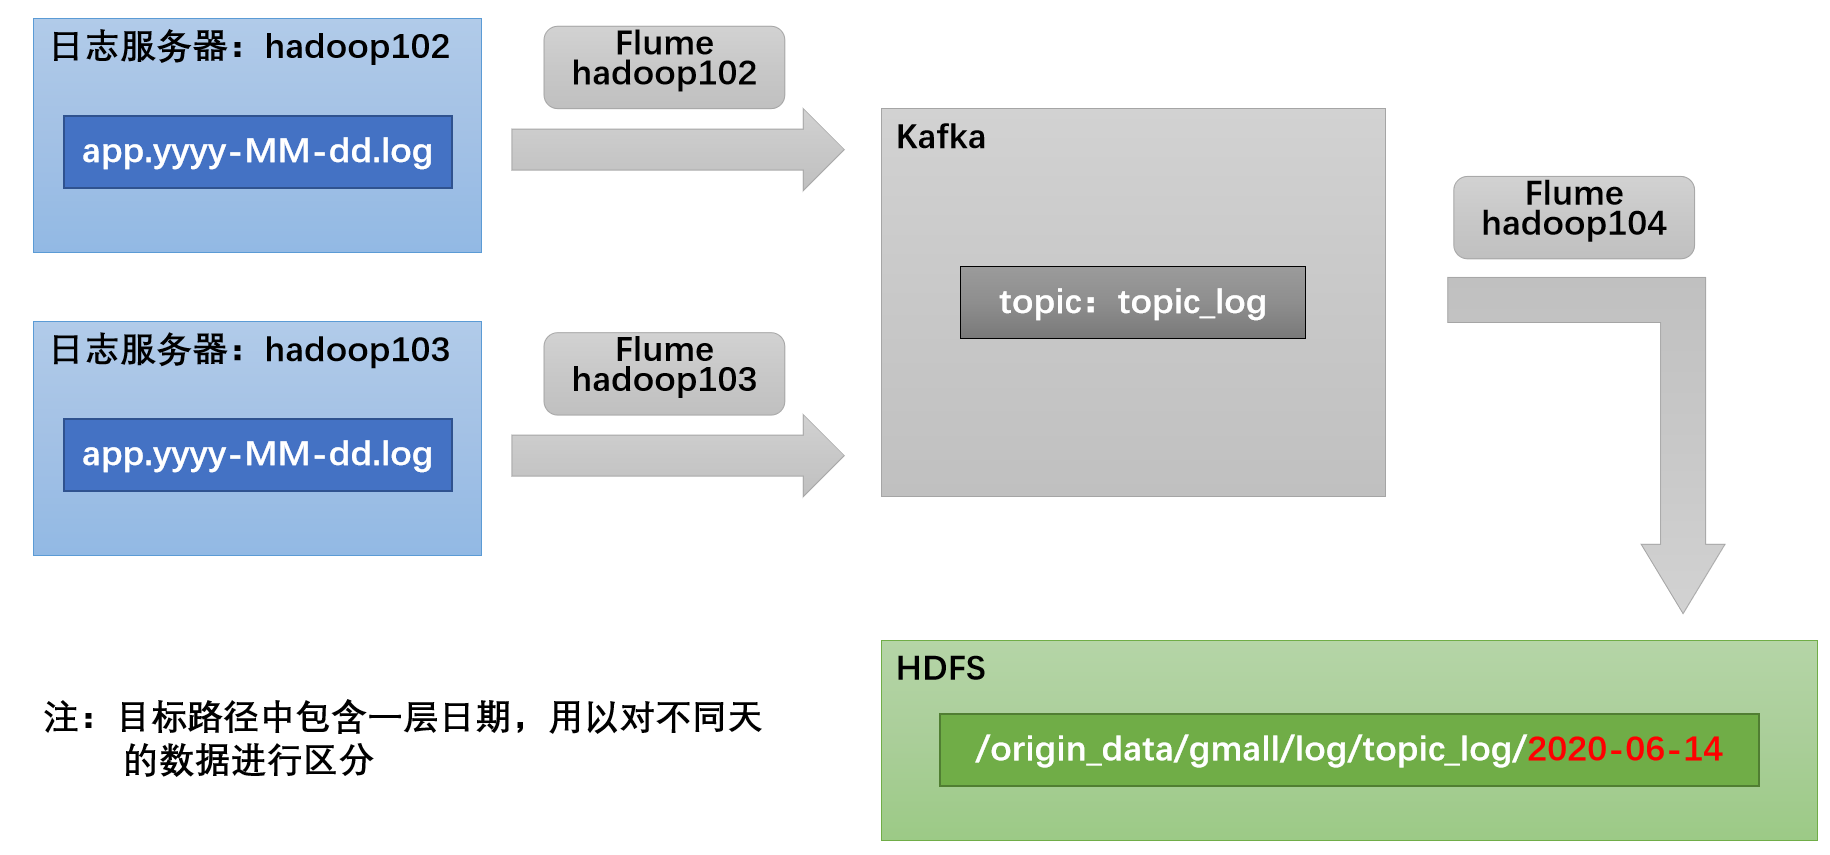 日志服务器：hadoop102
app.yyyy-MM-dd.log
Flume
hadoop102
日志服务器：hadoop103
app.yyyy-MM-dd.log
Flume
hadoop103
Kafka
topic：topic_log
Flume
hadoop104
HDFS
/origin_data/gmall/log/topic_log/2020-06-14
注：目标路径中包含一层日期，用以对不同天
的数据进行区分